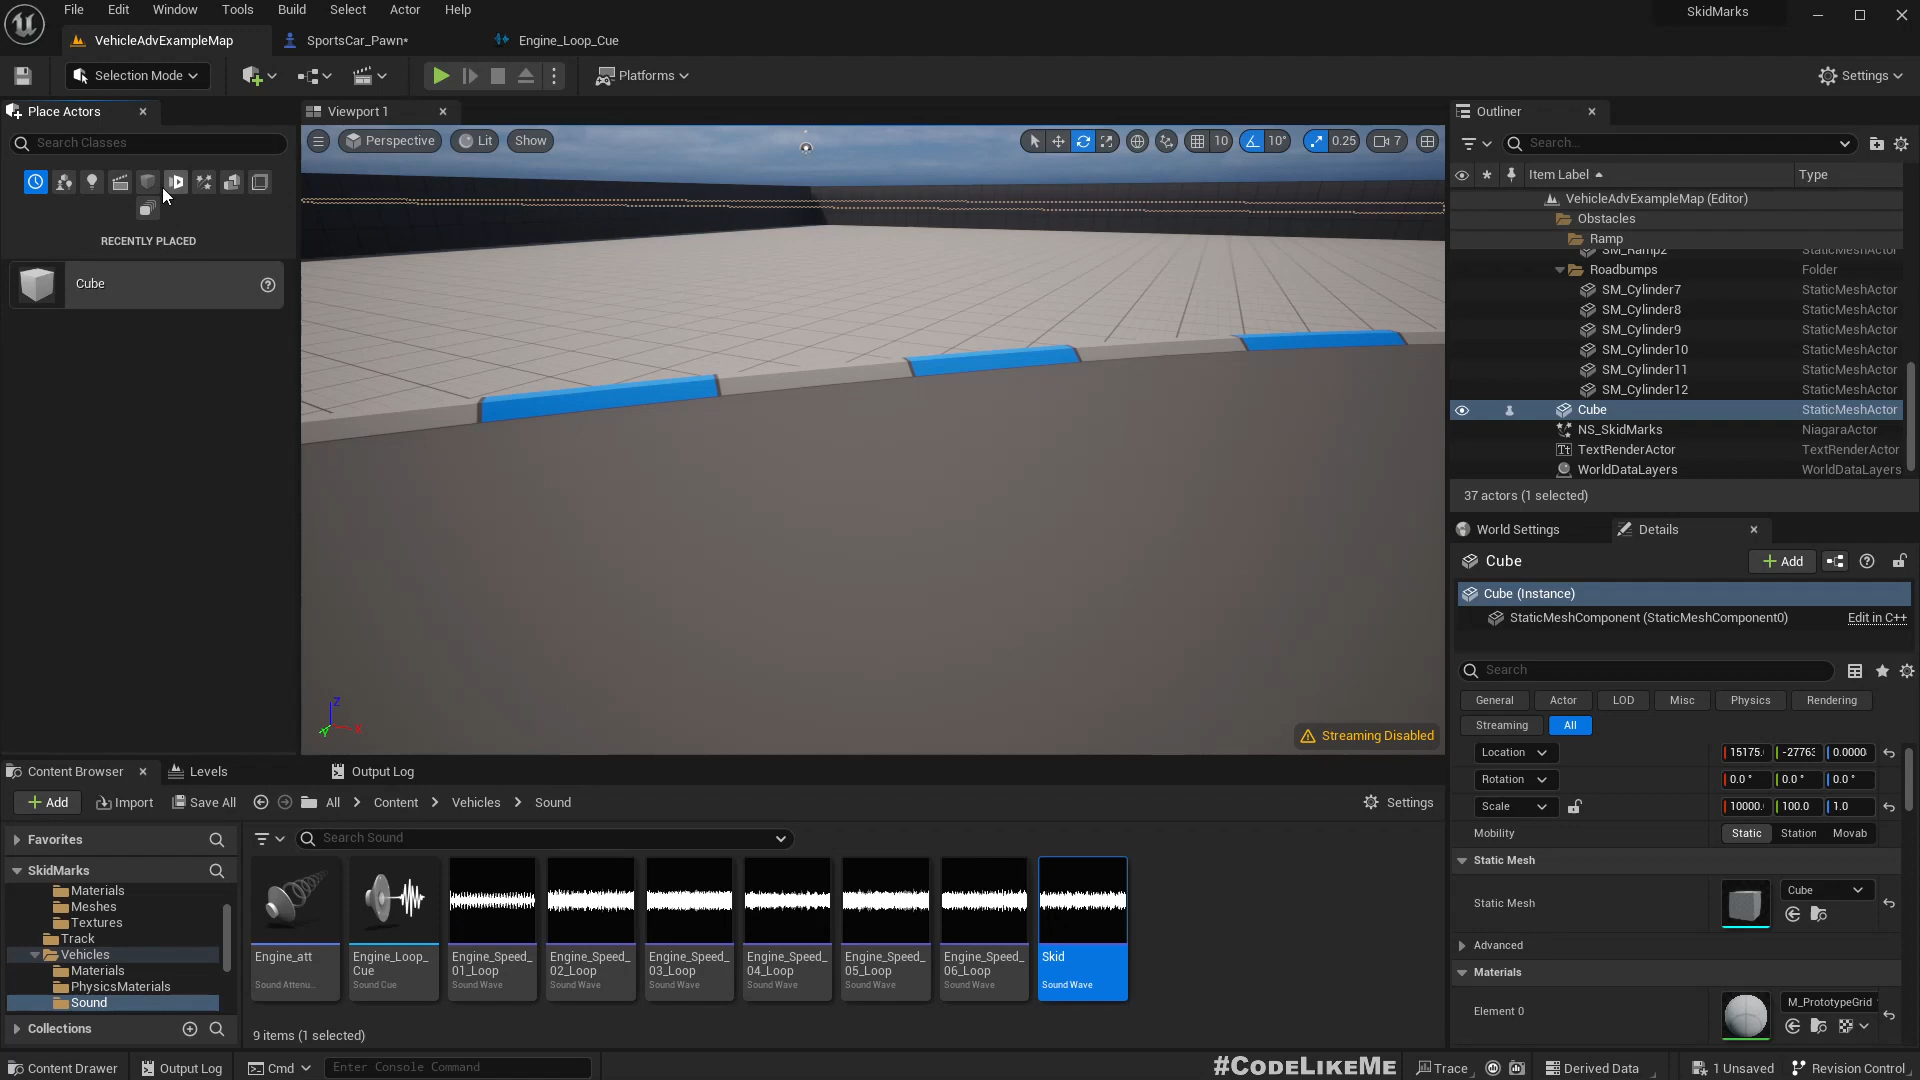 File Edit Window Tools Build Select Actor Help
SkidMarks
VehicleAdvExampleMap SportsCar_Pawn* Engine_Loop_Cue
Selection Mode Platforms Settings
Place Actors
Search Classes
RECENTLY PLACED
Cube
Viewport 1
Perspective Lit Show 10 10° 0.25 7
Streaming Disabled
Z
X
Y
Outliner
Search...
Item Label Type
VehicleAdvExampleMap (Editor)
Obstacles
Ramp
SM_Ramp2 StaticMeshActor
Roadbumps Folder
SM_Cylinder7 StaticMeshActor
SM_Cylinder8 StaticMeshActor
SM_Cylinder9 StaticMeshActor
SM_Cylinder10 StaticMeshActor
SM_Cylinder11 StaticMeshActor
SM_Cylinder12 StaticMeshActor
Cube StaticMeshActor
NS_SkidMarks NiagaraActor
TextRenderActor TextRenderActor
WorldDataLayers WorldDataLayers
37 actors (1 selected)
World Settings Details
Cube Add
Cube (Instance)
StaticMeshComponent (StaticMeshComponent0) Edit in C++
Search
General Actor LOD Misc Physics Rendering
Streaming All
Location 15175. -27763 0.0000
Rotation 0.0 ° 0.0 ° 0.0 °
Scale 10000. 100.0 1.0
Mobility Static Station Movab
Static Mesh
Static Mesh Cube
Advanced
Materials
Element 0 M_PrototypeGrid
Content Browser Levels Output Log
Add Import Save All All Content Vehicles Sound Settings
Favorites
SkidMarks
Materials
Meshes
Textures
Track
Vehicles
Materials
PhysicsMaterials
Sound
Collections
Search Sound
Engine_att
Sound Attenu..
Engine_Loop_
Cue
Sound Cue
Engine_Speed_
01_Loop
Sound Wave
Engine_Speed_
02_Loop
Sound Wave
Engine_Speed_
03_Loop
Sound Wave
Engine_Speed_
04_Loop
Sound Wave
Engine_Speed_
05_Loop
Sound Wave
Engine_Speed_
06_Loop
Sound Wave
Skid
Sound Wave
9 items (1 selected)
Content Drawer Output Log Cmd Enter Console Command #CodeLikeMe Trace Derived Data 1 Unsaved Revision Control